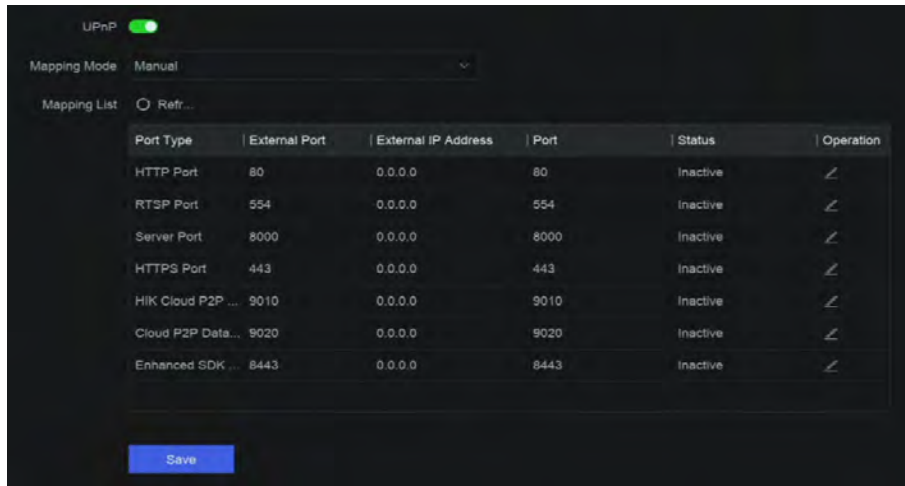 UPnP
Mapping Mode Manual
Mapping List Refr...
Port Type External Port External IP Address Port Status Operation
HTTP Port 80 0.0.0.0 80 Inactive
RTSP Port 554 0.0.0.0 554 Inactive
Server Port 8000 0.0.0.0 8000 Inactive
HTTPS Port 443 0.0.0.0 443 Inactive
HIK Cloud P2P ... 9010 0.0.0.0 9010 Inactive
Cloud P2P Data... 9020 0.0.0.0 9020 Inactive
Enhanced SDK ... 8443 0.0.0.0 8443 Inactive
Save